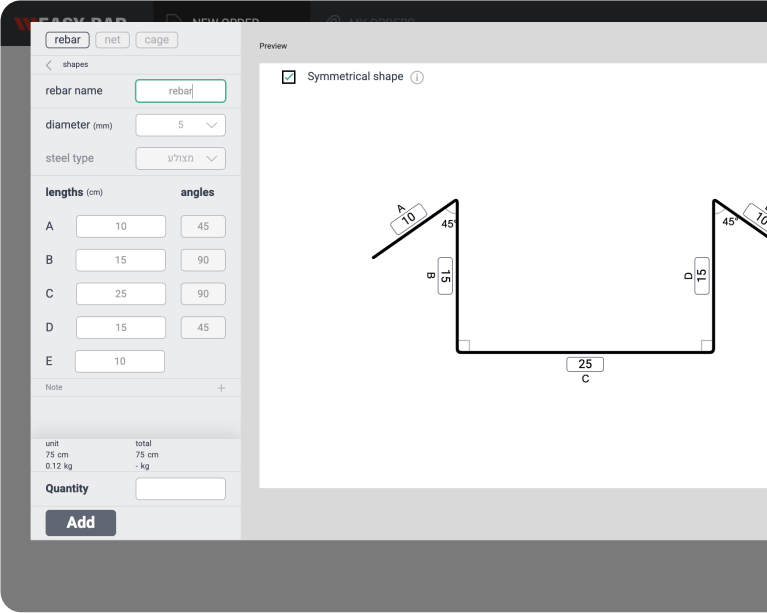 EASY BAR NEW ORDER MY ORDERS
rebar net cage
shapes
rebar name rebar
diameter (mm) 5
steel type מצולע
lengths (cm) angles
A 10 45
B 15 90
C 25 90
D 15 45
E 10
Note +
unit total
75 cm 75 cm
0.12 kg - kg
Quantity
Add
Preview
Symmetrical shape i
A
10
45°
B
15
25
C
D
15
45°
10